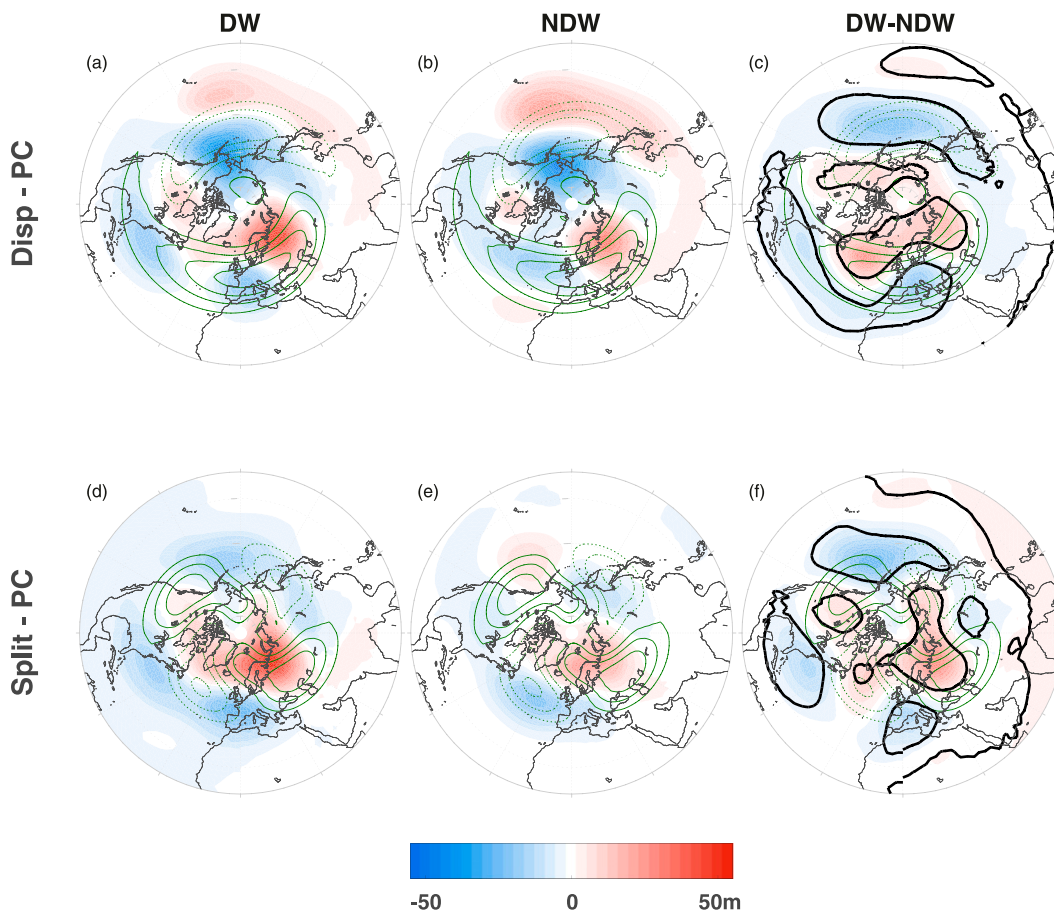 DW NDW DW-NDW
(a) (b) (c)
Disp - PC
(d) (e) (f)
Split - PC
-50 0 50m